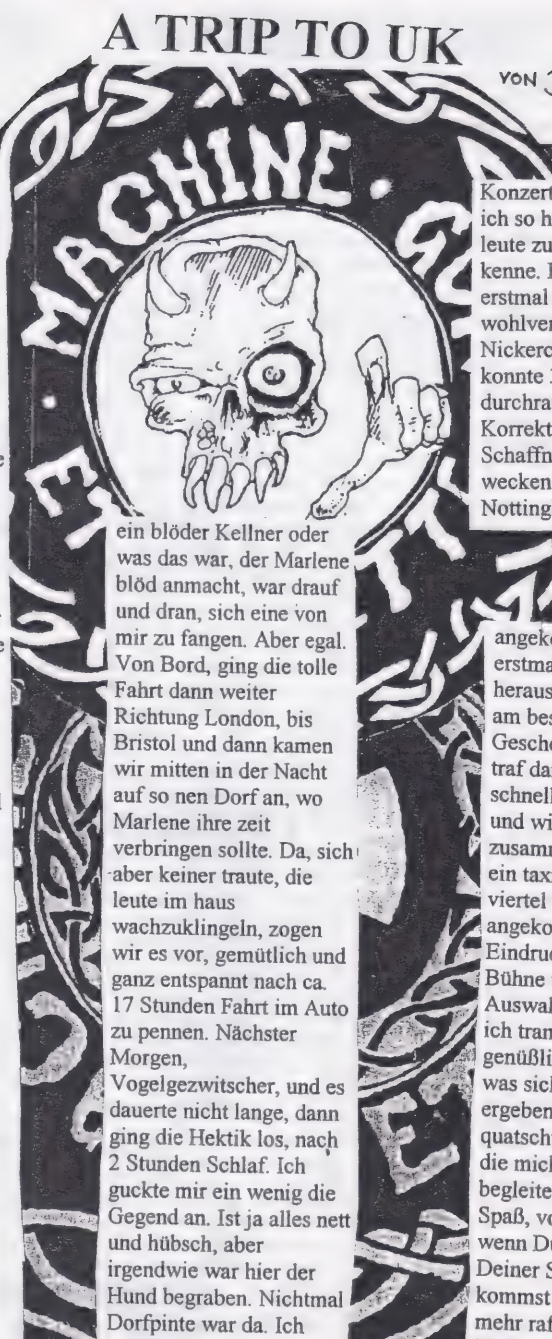 A TRIP TO UK
VON
MACHINE · GU
ET
TT
ein blöder Kellner oder
was das war, der Marlene
blöd anmacht, war drauf
und dran, sich eine von
mir zu fangen. Aber egal.
Von Bord, ging die tolle
Fahrt dann weiter
Richtung London, bis
Bristol und dann kamen
wir mitten in der Nacht
auf so nen Dorf an, wo
Marlene ihre zeit
verbringen sollte. Da, sich
aber keiner traute, die
leute im haus
wachzuklingeln, zogen
wir es vor, gemütlich und
ganz entspannt nach ca.
17 Stunden Fahrt im Auto
zu pennen. Nächster
Morgen,
Vogelgezwitscher, und es
dauerte nicht lange, dann
ging die Hektik los, nach
2 Stunden Schlaf. Ich
guckte mir ein wenig die
Gegend an. Ist ja alles nett
und hübsch, aber
irgendwie war hier der
Hund begraben. Nichtmal
Dorfpinte war da. Ich
Konzert
ich so h
leute zu
kenne.
erstmal
wohlver
Nickerc
konnte
durchra
Korrekt
Schaffn
wecken
Notting
angeko
erstma
heraus
am bes
Gesche
traf da
schnell
und wi
zusamm
ein tax
viertel
angeko
Eindruc
Bühne
Auswa
ich tran
genüßli
was sich
ergeben
quatsch
die mich
begleite
Spaß, vo
wenn Du
Deiner S
kommst
mehr ra